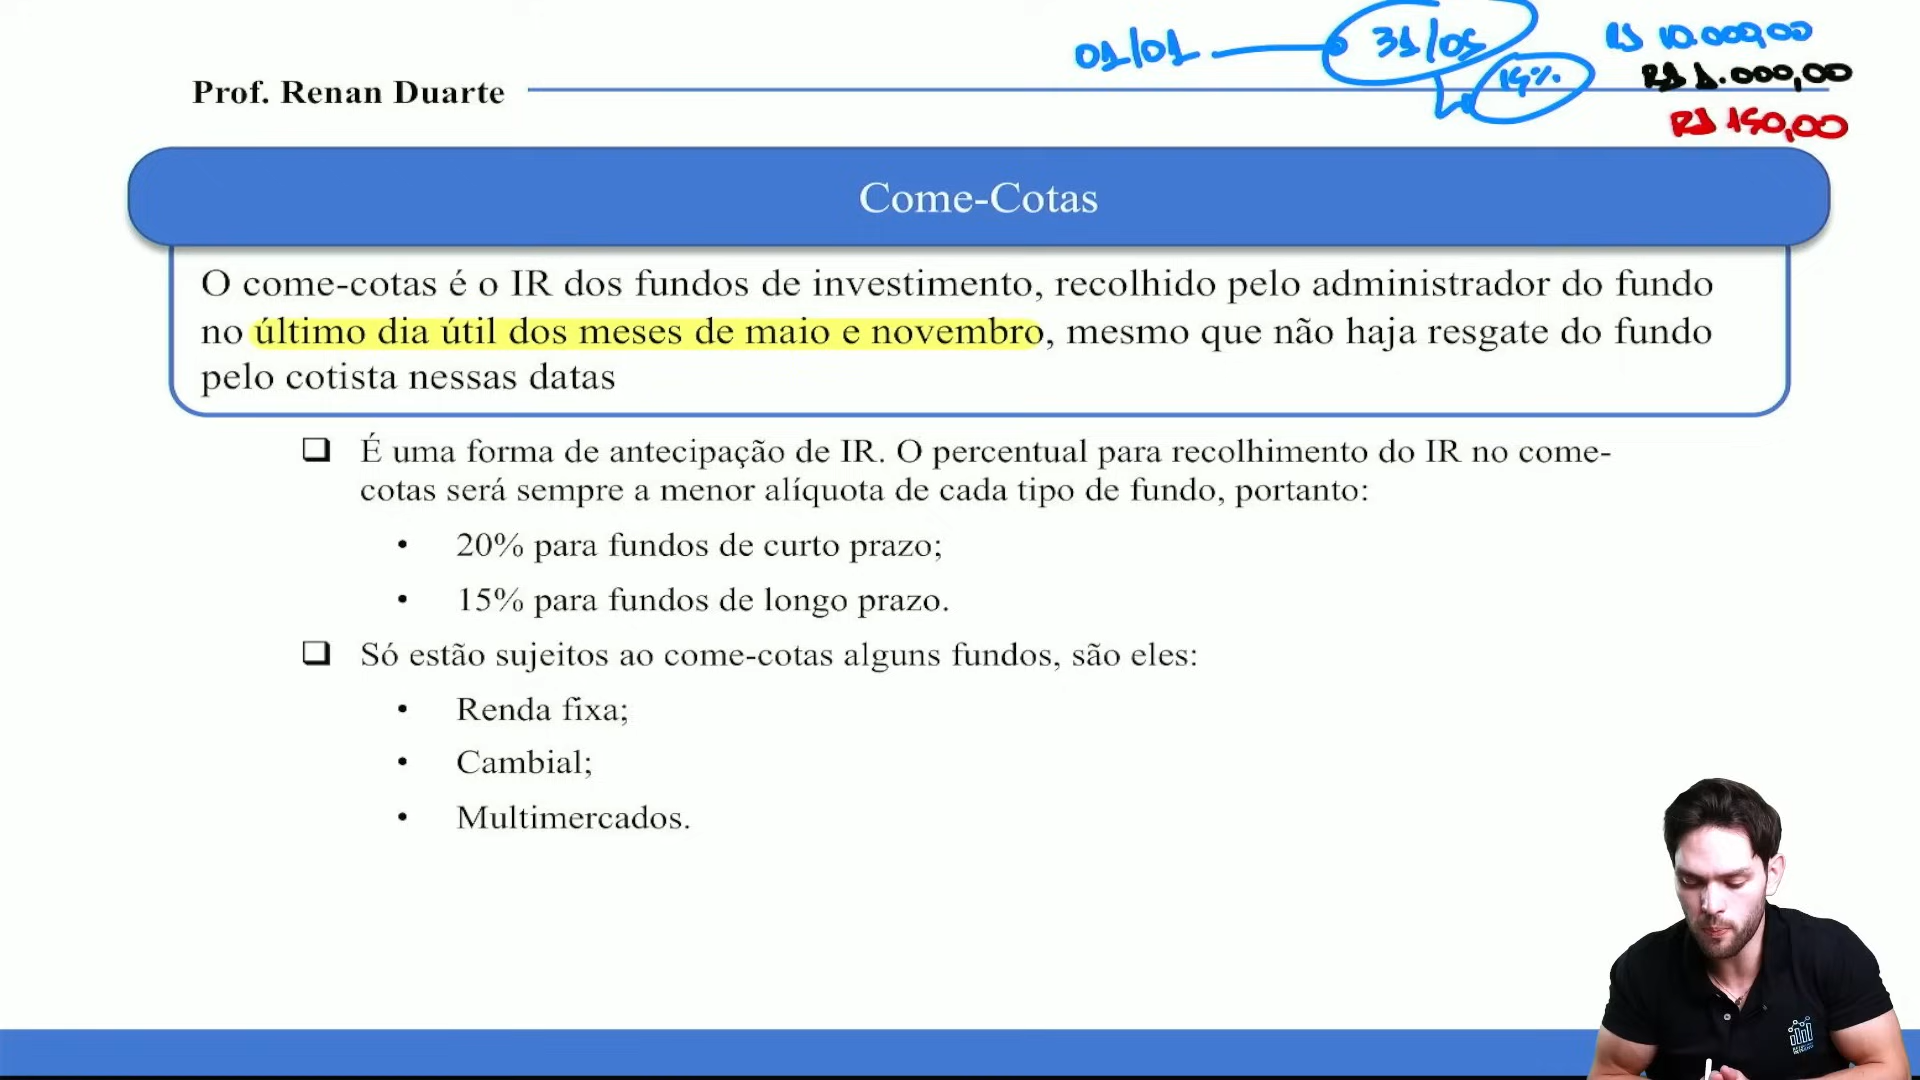 01/01 31/05 R$ 10.000,00
15% R$ 1.000,00
Prof. Renan Duarte
R$ 150,00
Come-Cotas
O come-cotas é o IR dos fundos de investimento, recolhido pelo administrador do fundo
no último dia útil dos meses de maio e novembro, mesmo que não haja resgate do fundo
pelo cotista nessas datas
❑ É uma forma de antecipação de IR. O percentual para recolhimento do IR no come-
cotas será sempre a menor alíquota de cada tipo de fundo, portanto:
• 20% para fundos de curto prazo;
• 15% para fundos de longo prazo.
❑ Só estão sujeitos ao come-cotas alguns fundos, são eles:
• Renda fixa;
• Cambial;
• Multimercados.